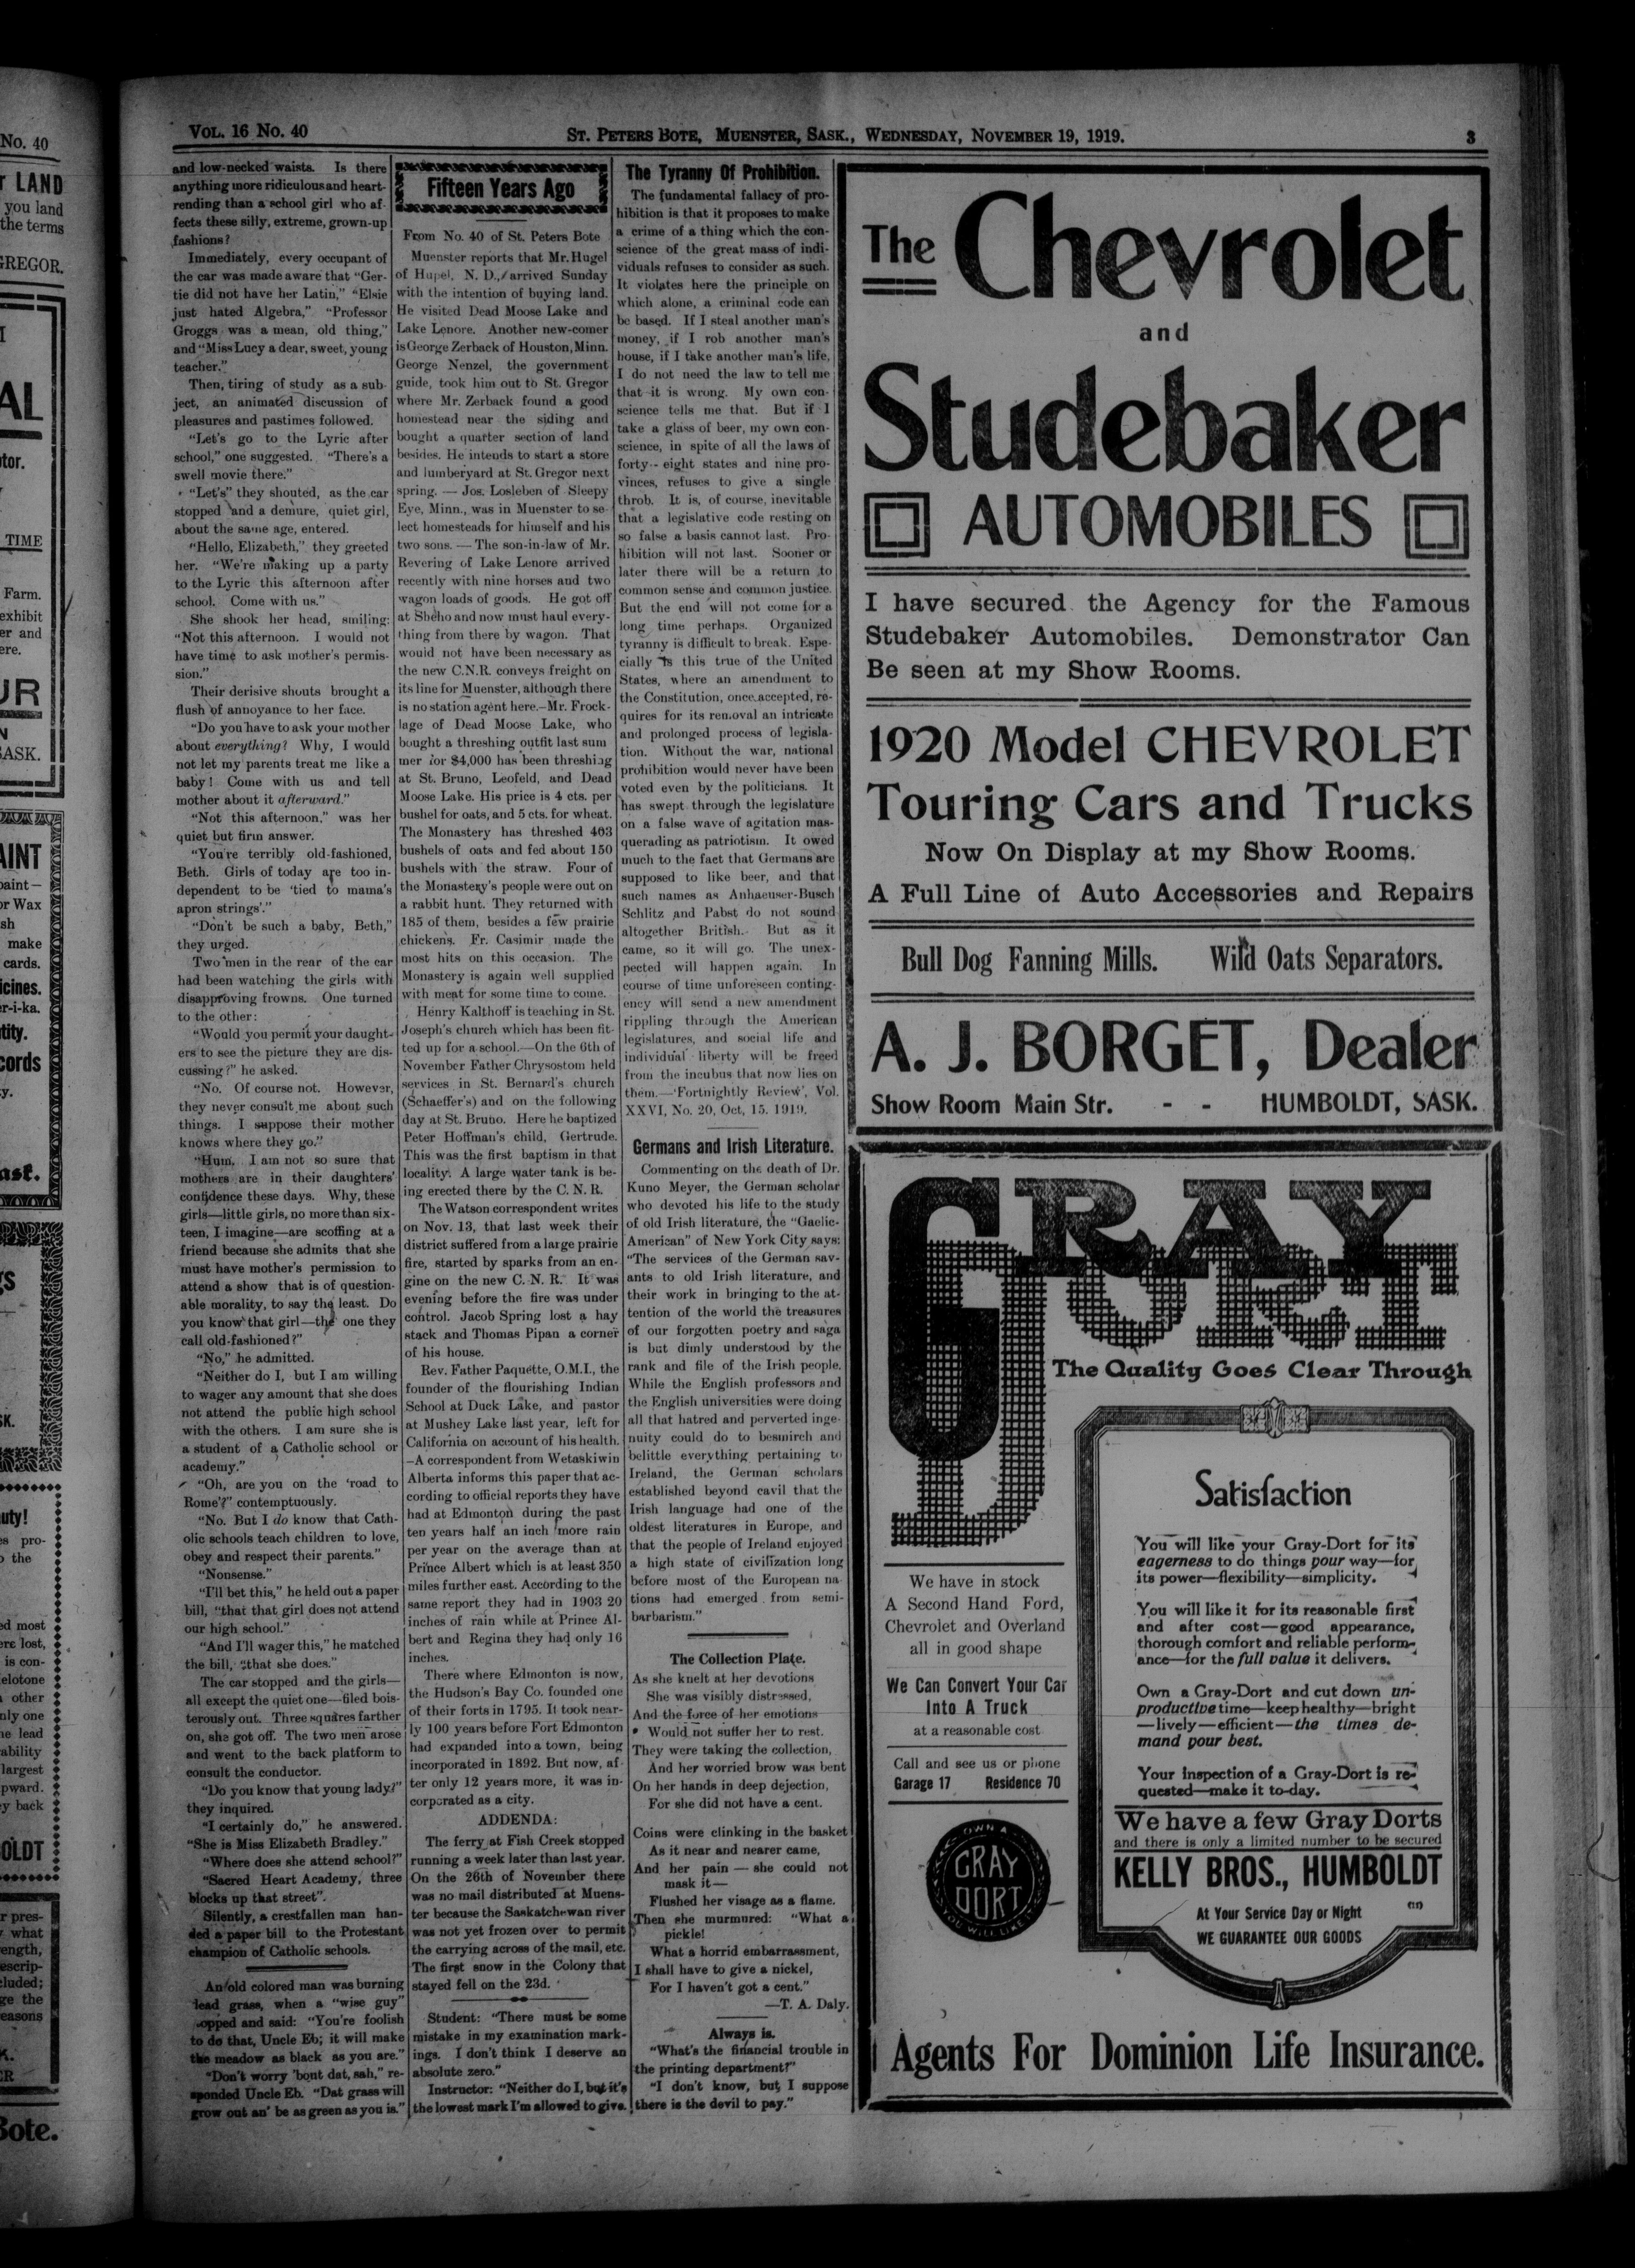 No. 40
LAND
you land
the terms
GREGOR.
AL
TIME
Farm.
exhibit
er and
ere.
SASK.
make
cards.
icines.
er-i-ka.
tity.
cords
uty!
es pro-
the
ed most
ere lost,
is con-
elotone
other
nly one
ne lead
ability
largest
pward.
y back
OLDT
r pres-
what
ength,
escrip-
cluded;
ge the
easons
Bote.
VOL. 16 No. 40
ST. PETERS BOTE, MUENSTER, SASK., WEDNESDAY, NOVEMBER 19, 1919.
3
and low-necked waists. Is there
anything more ridiculous and heart-
rending than a school girl who af-
fects these silly, extreme, grown-up
fashions?
Immediately, every occupant of
the car was made aware that "Ger-
tie did not have her Latin," "Elsie
just hated Algebra," "Professor
Groggs was a mean, old thing,"
and "Miss Lucy a dear, sweet, young
teacher."
Then, tiring of study as a sub-
ject, an animated discussion of
pleasures and pastimes followed.
"Let's go to the Lyric after
school," one suggested. "There's a
swell movie there."
"Let's" they shouted, as the car
stopped and a demure, quiet girl,
about the same age, entered.
"Hello, Elizabeth," they greeted
her. "We're making up a party
to the Lyric this afternoon after
school. Come with us."
She shook her head, smiling:
"Not this afternoon. I would not
have time to ask mother's permis-
sion."
Their derisive shouts brought a
flush of annoyance to her face.
"Do you have to ask your mother
about everything? Why, I would
not let my parents treat me like a
baby! Come with us and tell
mother about it afterward."
"Not this afternoon," was her
quiet but firm answer.
"You're terribly old-fashioned,
Beth. Girls of today are too in-
dependent to be 'tied to mama's
apron strings'."
"Don't be such a baby, Beth,"
they urged.
Two men in the rear of the car
had been watching the girls with
disapproving frowns. One turned
to the other:
"Would you permit your daught-
ers to see the picture they are dis-
cussing?" he asked.
"No. Of course not. However,
they never consult me about such
things. I suppose their mother
knows where they go."
"Hum. I am not so sure that
mothers are in their daughters'
confidence these days. Why, these
girls—little girls, no more than six-
teen, I imagine—are scoffing at a
friend because she admits that she
must have mother's permission to
attend a show that is of question-
able morality, to say the least. Do
you know that girl—the one they
call old-fashioned?"
"No," he admitted.
"Neither do I, but I am willing
to wager any amount that she does
not attend the public high school
with the others. I am sure she is
a student of a Catholic school or
academy."
"Oh, are you on the 'road to
Rome'?" contemptuously.
"No. But I do know that Cath-
olic schools teach children to love,
obey and respect their parents."
"Nonsense."
"I'll bet this," he held out a paper
bill, "that that girl does not attend
our high school."
"And I'll wager this," he matched
the bill, "that she does."
The car stopped and the girls—
all except the quiet one—filed bois-
terously out. Three squares farther
on, she got off. The two men arose
and went to the back platform to
consult the conductor.
"Do you know that young lady?"
they inquired.
"I certainly do," he answered.
"She is Miss Elizabeth Bradley."
"Where does she attend school?"
"Sacred Heart Academy, three
blocks up that street".
Silently, a crestfallen man han-
ded a paper bill to the Protestant
champion of Catholic schools.
An old colored man was burning
dead grass, when a "wise guy"
stopped and said: "You're foolish
to do that, Uncle Eb; it will make
the meadow as black as you are."
"Don't worry 'bout dat, sah," re-
sponded Uncle Eb. "Dat grass will
grow out an' be as green as you is."
Fifteen Years Ago
From No. 40 of St. Peters Bote
Muenster reports that Mr. Hugel
of Hupel, N. D., arrived Sunday
with the intention of buying land.
He visited Dead Moose Lake and
Lake Lenore. Another new-comer
is George Zerback of Houston, Minn.
George Nenzel, the government
guide, took him out to St. Gregor
where Mr. Zerback found a good
homestead near the siding and
bought a quarter section of land
besides. He intends to start a store
and lumberyard at St. Gregor next
spring. — Jos. Losleben of Sleepy
Eye, Minn., was in Muenster to se-
lect homesteads for himself and his
two sons. — The son-in-law of Mr.
Revering of Lake Lenore arrived
recently with nine horses and two
wagon loads of goods. He got off
at Sheho and now must haul every-
thing from there by wagon. That
would not have been necessary as
the new C.N.R. conveys freight on
its line for Muenster, although there
is no station agent here.—Mr. Frock-
lage of Dead Moose Lake, who
bought a threshing outfit last sum
mer for $4,000 has been threshing
at St. Bruno, Leofeld, and Dead
Moose Lake. His price is 4 cts. per
bushel for oats, and 5 cts. for wheat.
The Monastery has threshed 403
bushels of oats and fed about 150
bushels with the straw. Four of
the Monastery's people were out on
a rabbit hunt. They returned with
185 of them, besides a few prairie
chickens. Fr. Casimir made the
most hits on this occasion. The
Monastery is again well supplied
with meat for some time to come.
Henry Kalthoff is teaching in St.
Joseph's church which has been fit-
ted up for a school.—On the 6th of
November Father Chrysostom held
services in St. Bernard's church
(Schaeffer's) and on the following
day at St. Bruno. Here he baptized
Peter Hoffman's child, Gertrude.
This was the first baptism in that
locality. A large water tank is be-
ing erected there by the C. N. R.
The Watson correspondent writes
on Nov. 13, that last week their
district suffered from a large prairie
fire, started by sparks from an en-
gine on the new C. N. R. It was
evening before the fire was under
control. Jacob Spring lost a hay
stack and Thomas Pipan a corner
of his house.
Rev. Father Paquette, O.M.I., the
founder of the flourishing Indian
School at Duck Lake, and pastor
at Mushey Lake last year, left for
California on account of his health.
—A correspondent from Wetaskiwin
Alberta informs this paper that ac-
cording to official reports they have
had at Edmonton during the past
ten years half an inch more rain
per year on the average than at
Prince Albert which is at least 350
miles further east. According to the
same report they had in 1903 20
inches of rain while at Prince Al-
bert and Regina they had only 16
inches.
There where Edmonton is now,
the Hudson's Bay Co. founded one
of their forts in 1795. It took near-
ly 100 years before Fort Edmonton
had expanded into a town, being
incorporated in 1892. But now, af-
ter only 12 years more, it was in-
corporated as a city.
ADDENDA:
The ferry at Fish Creek stopped
running a week later than last year.
On the 26th of November there
was no mail distributed at Muens-
ter because the Saskatchewan river
was not yet frozen over to permit
the carrying across of the mail, etc.
The first snow in the Colony that
stayed fell on the 23d.
Student: "There must be some
mistake in my examination mark-
ings. I don't think I deserve an
absolute zero."
Instructor: "Neither do I, but it's
the lowest mark I'm allowed to give.
The Tyranny Of Prohibition.
The fundamental fallacy of pro-
hibition is that it proposes to make
a crime of a thing which the con-
science of the great mass of indi-
viduals refuses to consider as such.
It violates here the principle on
which alone, a criminal code can
be based. If I steal another man's
money, if I rob another man's
house, if I take another man's life,
I do not need the law to tell me
that it is wrong. My own con-
science tells me that. But if I
take a glass of beer, my own con-
science, in spite of all the laws of
forty-eight states and nine pro-
vinces, refuses to give a single
throb. It is, of course, inevitable
that a legislative code resting on
so false a basis cannot last. Pro-
hibition will not last. Sooner or
later there will be a return to
common sense and common justice.
But the end will not come for a
long time perhaps. Organized
tyranny is difficult to break. Espe-
cially is this true of the United
States, where an amendment to
the Constitution, once accepted, re-
quires for its removal an intricate
and prolonged process of legisla-
tion. Without the war, national
prohibition would never have been
voted even by the politicians. It
has swept through the legislature
on a false wave of agitation mas-
querading as patriotism. It owed
much to the fact that Germans are
supposed to like beer, and that
such names as Anhaeuser-Busch
Schlitz and Pabst do not sound
altogether British. But as it
came, so it will go. The unex-
pected will happen again. In
course of time unforeseen conting-
ency will send a new amendment
rippling through the American
legislatures, and social life and
individual liberty will be freed
from the incubus that now lies on
them.—'Fortnightly Review', Vol.
XXVI, No. 20, Oct, 15. 1919.
Germans and Irish Literature.
Commenting on the death of Dr.
Kuno Meyer, the German scholar
who devoted his life to the study
of old Irish literature, the "Gaelic-
American" of New York City says:
"The services of the German sav-
ants to old Irish literature, and
their work in bringing to the at-
tention of the world the treasures
of our forgotten poetry and saga
is but dimly understood by the
rank and file of the Irish people.
While the English professors and
the English universities were doing
all that hatred and perverted inge-
nuity could do to besmirch and
belittle everything pertaining to
Ireland, the German scholars
established beyond cavil that the
Irish language had one of the
oldest literatures in Europe, and
that the people of Ireland enjoyed
a high state of civilization long
before most of the European na-
tions had emerged from semi-
barbarism."
The Collection Plate.
As she knelt at her devotions
She was visibly distressed,
And the force of her emotions
Would not suffer her to rest.
They were taking the collection,
And her worried brow was bent
On her hands in deep dejection,
For she did not have a cent.
Coins were clinking in the basket
As it near and nearer came,
And her pain — she could not
mask it—
Flushed her visage as a flame.
Then she murmured: "What a
pickle!
What a horrid embarrassment,
I shall have to give a nickel,
For I haven't got a cent."
—T. A. Daly.
Always is.
"What's the financial trouble in
the printing department?"
"I don't know, but I suppose
there is the devil to pay."
The Chevrolet
and
Studebaker
AUTOMOBILES
I have secured the Agency for the Famous
Studebaker Automobiles. Demonstrator Can
Be seen at my Show Rooms.
1920 Model CHEVROLET
Touring Cars and Trucks
Now On Display at my Show Rooms.
A Full Line of Auto Accessories and Repairs
Bull Dog Fanning Mills. Wild Oats Separators.
A. J. BORGET, Dealer
Show Room Main Str. - - HUMBOLDT, SASK.
GRAY
DORT
The Quality Goes Clear Through
We have in stock
A Second Hand Ford,
Chevrolet and Overland
all in good shape
We Can Convert Your Car
Into A Truck
at a reasonable cost
Call and see us or phone
Garage 17 Residence 70
OWN A
GRAY
DORT
YOU WILL LIKE IT
Satisfaction
You will like your Gray-Dort for its
eagerness to do things your way—for
its power—flexibility—simplicity.
You will like it for its reasonable first
and after cost—good appearance,
thorough comfort and reliable perform-
ance—for the full value it delivers.
Own a Gray-Dort and cut down un-
productive time—keep healthy—bright
—lively—efficient—the times de-
mand your best.
Your inspection of a Gray-Dort is re-
quested—make it to-day.
We have a few Gray Dorts
and there is only a limited number to be secured
KELLY BROS., HUMBOLDT
At Your Service Day or Night
WE GUARANTEE OUR GOODS
Agents For Dominion Life Insurance.